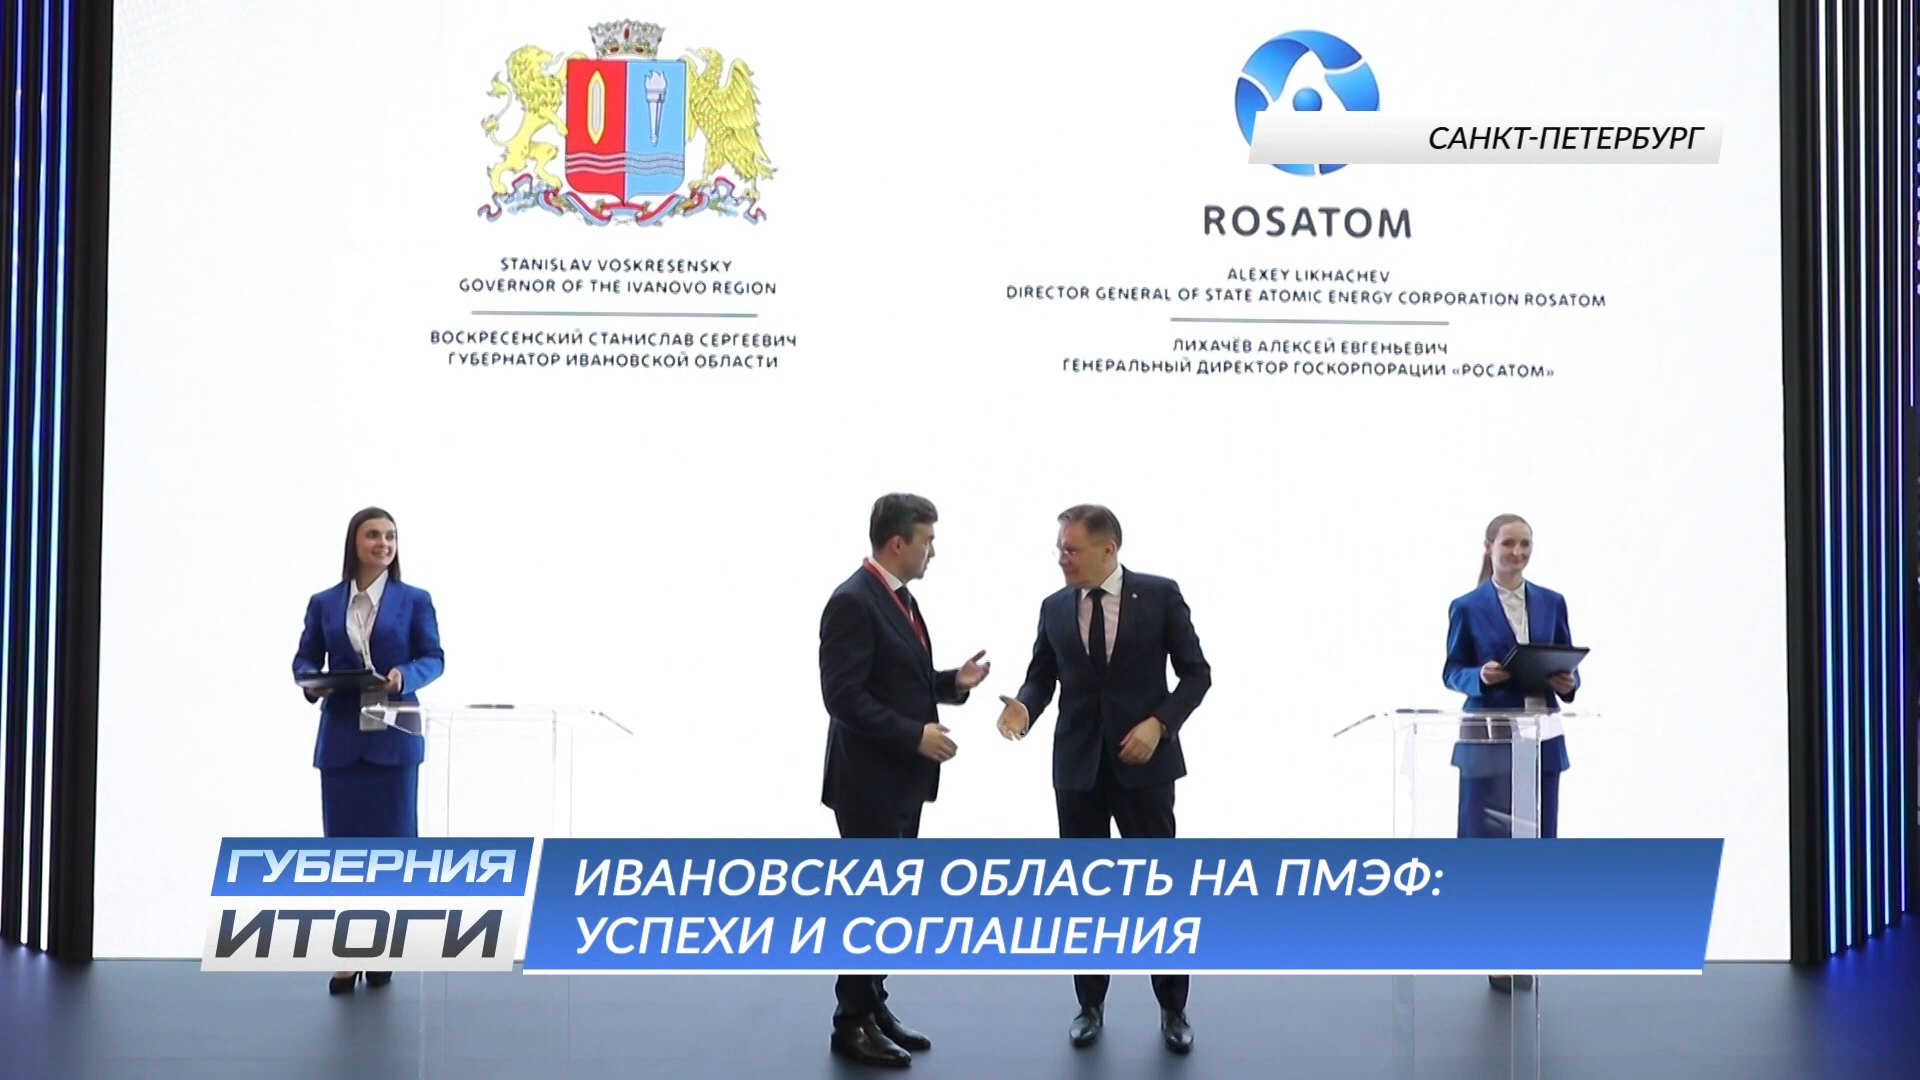 САНКТ-ПЕТЕРБУРГ
ROSATOM
STANISLAV VOSKRESENSKY
GOVERNOR OF THE IVANOVO REGION
ВОСКРЕСЕНСКИЙ СТАНИСЛАВ СЕРГЕЕВИЧ
ГУБЕРНАТОР ИВАНОВСКОЙ ОБЛАСТИ
ALEXEY LIKHACHEV
DIRECTOR GENERAL OF STATE ATOMIC ENERGY CORPORATION ROSATOM
ЛИХАЧЁВ АЛЕКСЕЙ ЕВГЕНЬЕВИЧ
ГЕНЕРАЛЬНЫЙ ДИРЕКТОР ГОСКОРПОРАЦИИ «РОСАТОМ»
ГУБЕРНИЯ
ИТОГИ
ИВАНОВСКАЯ ОБЛАСТЬ НА ПМЭФ:
УСПЕХИ И СОГЛАШЕНИЯ